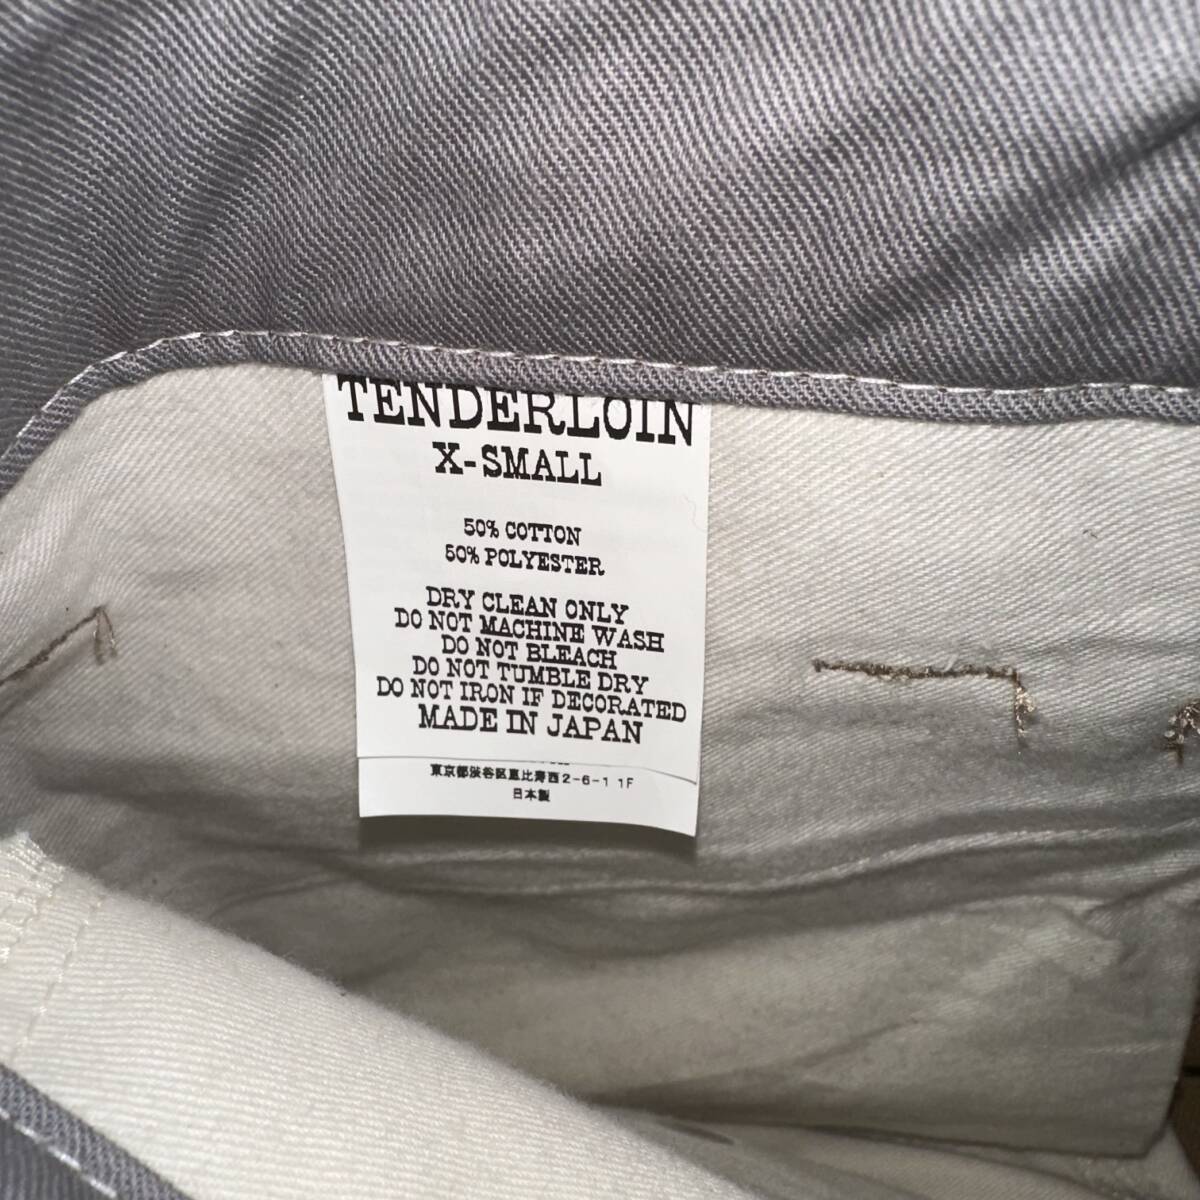 TENDERLOIN
X-SMALL
50% COTTON
50% POLYESTER
DRY CLEAN ONLY
DO NOT MACHINE WASH
DO NOT BLEACH
DO NOT TUMBLE DRY
DO NOT IRON IF DECORATED
MADE IN JAPAN
東京都渋谷区恵比寿西2-6-1 1F
日本製